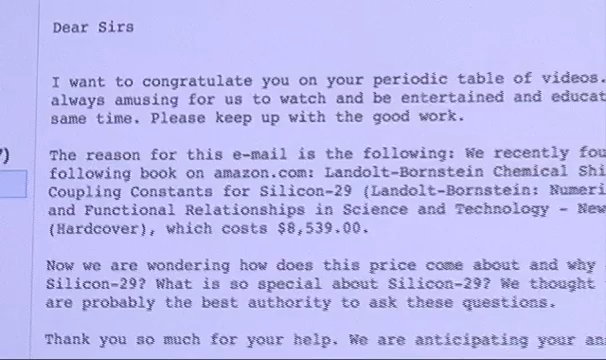 Dear Sirs
I want to congratulate you on your periodic table of videos.
always amusing for us to watch and be entertained and educat
same time. Please keep up with the good work.
")
The reason for this e-mail is the following: We recently fou
following book on amazon.com: Landolt-Bornstein Chemical Shi
Coupling Constants for Silicon-29 (Landolt-Bornstein: Numeri
and Functional Relationships in Science and Technology - New
(Hardcover), which costs $8,539.00.
Now we are wondering how does this price come about and why
Silicon-29? What is so special about Silicon-29? We thought
are probably the best authority to ask these questions.
Thank you so much for your help. We are anticipating your an